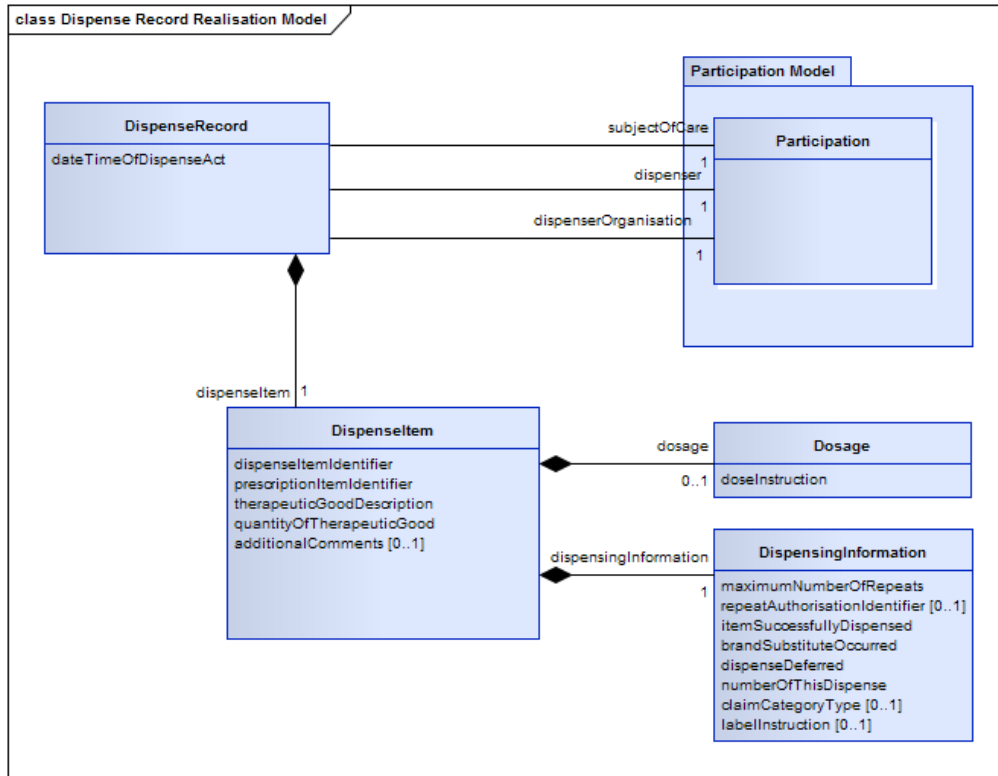 class Dispense Record Realisation Model
Participation Model
DispenseRecord
dateTimeOfDispenseAct
subjectOfCare
1
dispenser
1
dispenserOrganisation
1
Participation
dispenseItem
1
DispenseItem
dispenseItemIdentifier
prescriptionItemIdentifier
therapeuticGoodDescription
quantityOfTherapeuticGood
additionalComments [0..1]
dosage
0..1
Dosage
doseInstruction
dispensingInformation
1
DispensingInformation
maximumNumberOfRepeats
repeatAuthorisationIdentifier [0..1]
itemSuccessfullyDispensed
brandSubstituteOccurred
dispenseDeferred
numberOfThisDispense
claimCategoryType [0..1]
labelInstruction [0..1]